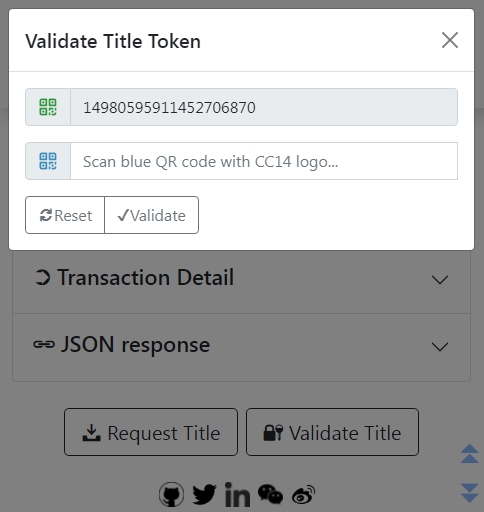 Validate Title Token
14980595911452706870
Scan blue QR code with CC14 logo...
Reset
Validate
Transaction Detail
JSON response
Request Title
Validate Title